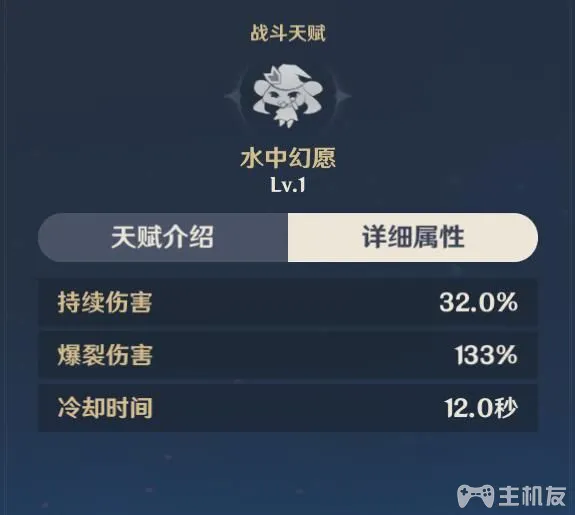 战斗天赋
水中幻愿
Lv.1
天赋介绍 详细属性
持续伤害 32.0%
爆裂伤害 133%
冷却时间 12.0秒
主机友